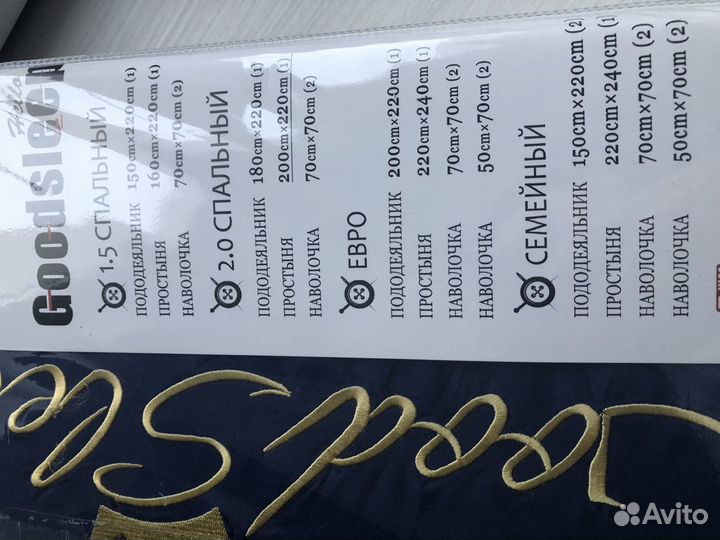 Hello
Goodsleep
1.5 СПАЛЬНЫЙ
ПОДОДЕЯЛЬНИК 150cm×220cm (1)
ПРОСТЫНЯ 160cm×220cm (1)
НАВОЛОЧКА 70cm×70cm (2)
2.0 СПАЛЬНЫЙ
ПОДОДЕЯЛЬНИК 180cm×220cm (1)
ПРОСТЫНЯ 200cm×220cm (1)
НАВОЛОЧКА 70cm×70cm (2)
ЕВРО
ПОДОДЕЯЛЬНИК 200cm×220cm (1)
ПРОСТЫНЯ 220cm×240cm (1)
НАВОЛОЧКА 70cm×70cm (2)
НАВОЛОЧКА 50cm×70cm (2)
СЕМЕЙНЫЙ
ПОДОДЕЯЛЬНИК 150cm×220cm (2)
ПРОСТЫНЯ 220cm×240cm (1
НАВОЛОЧКА 70cm×70cm (2)
НАВОЛОЧКА 50cm×70cm (2)
Good Slee
Avito